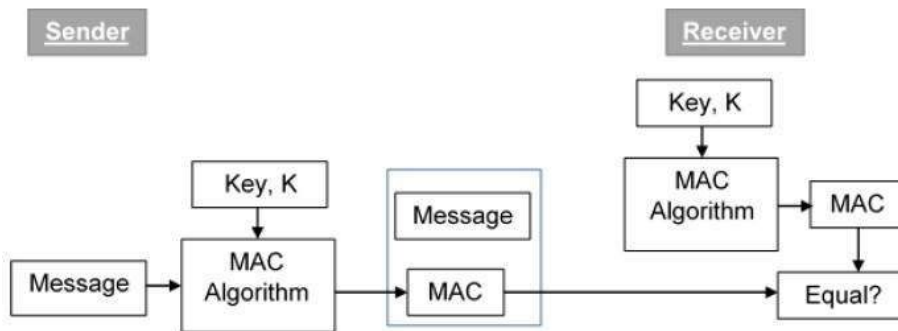 Sender
Receiver
Key, K
Key, K
MAC
Algorithm
MAC
Message
Message
MAC
Algorithm
MAC
Equal?